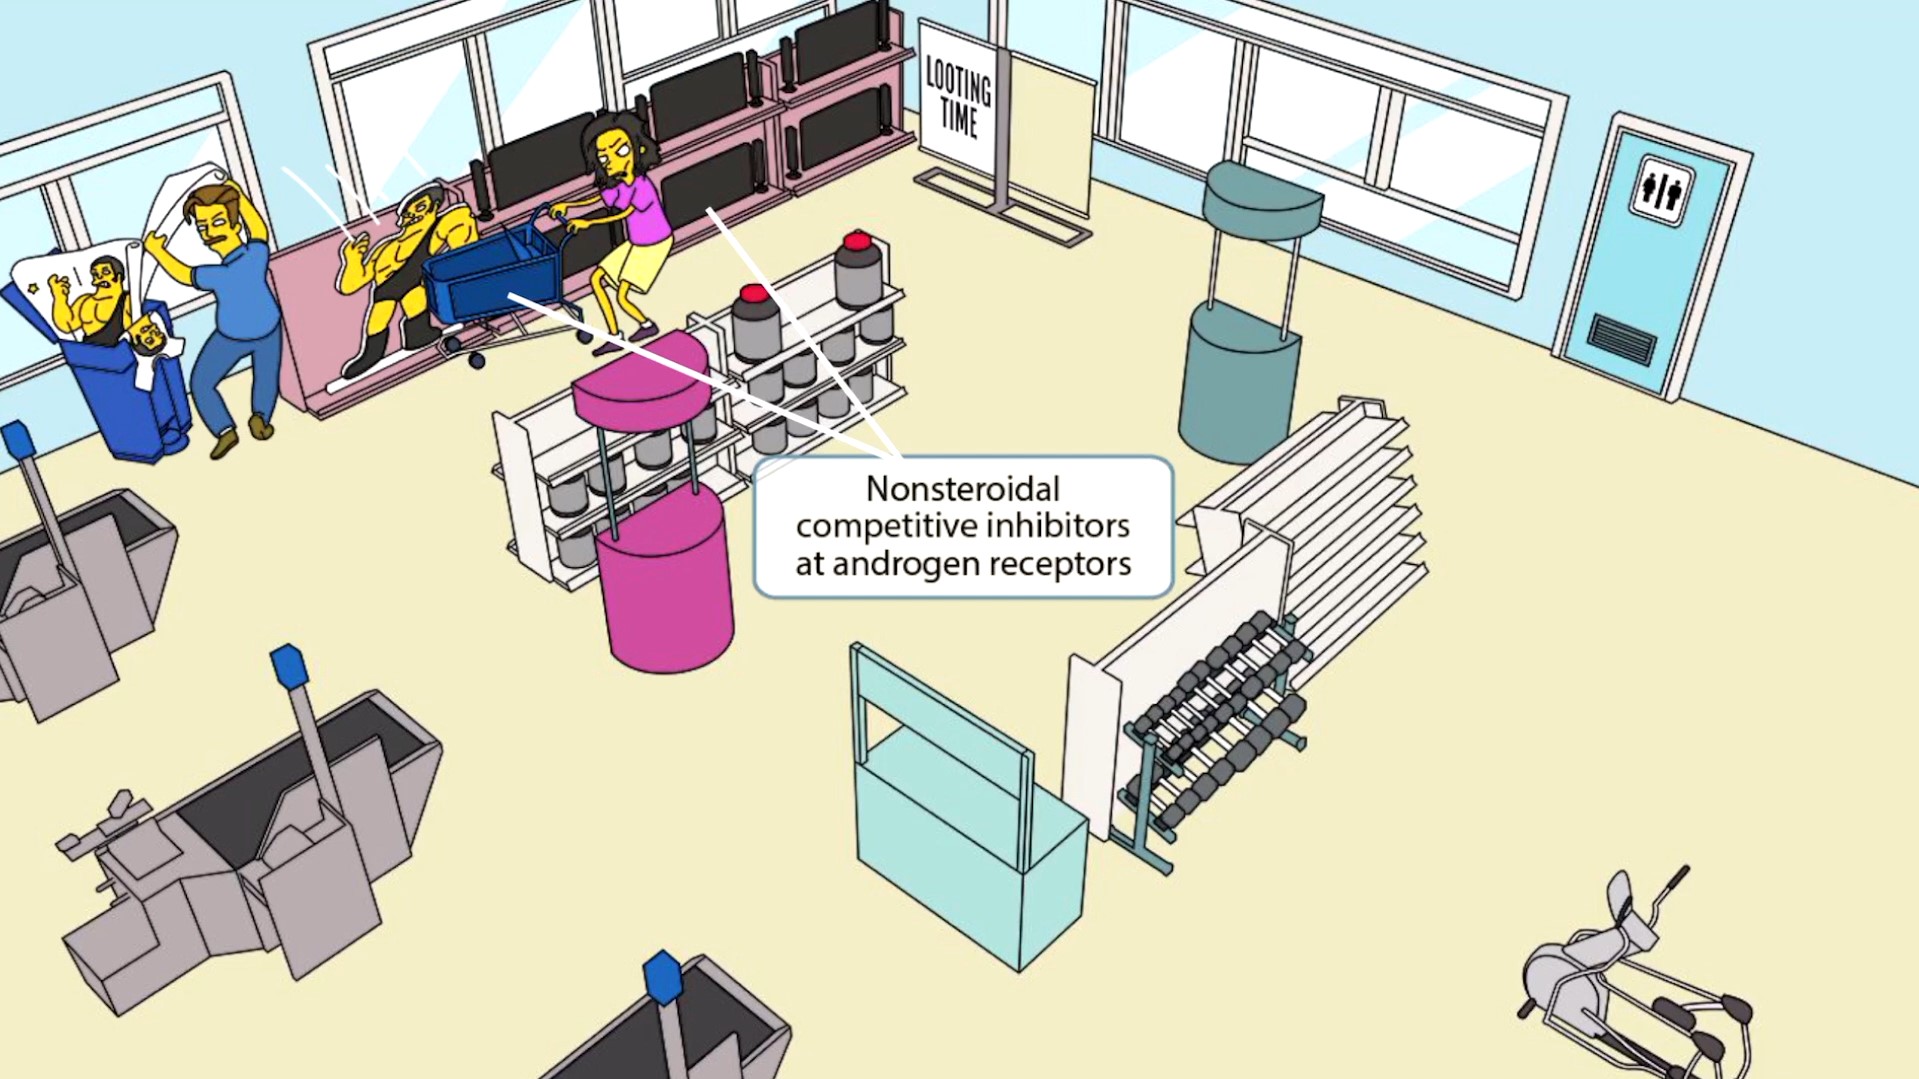 LOOTING
TIME
Nonsteroidal
competitive inhibitors
at androgen receptors